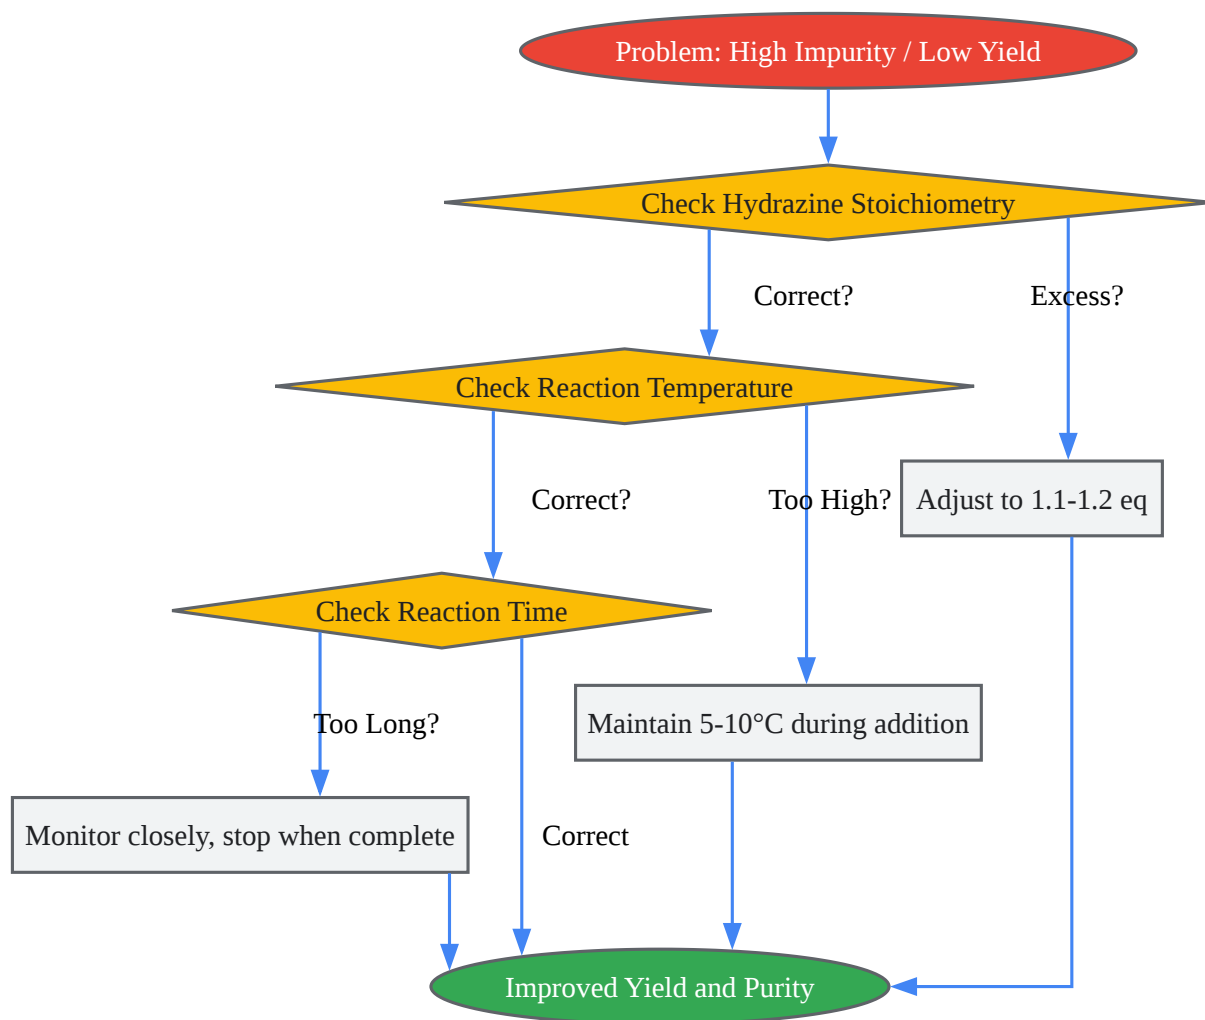 Problem: High Impurity / Low Yield
Check Hydrazine Stoichiometry
Correct?
Excess?
Check Reaction Temperature
Correct?
Too High?
Adjust to 1.1-1.2 eq
Check Reaction Time
Too Long?
Maintain 5-10°C during addition
Monitor closely, stop when complete
Correct
Improved Yield and Purity